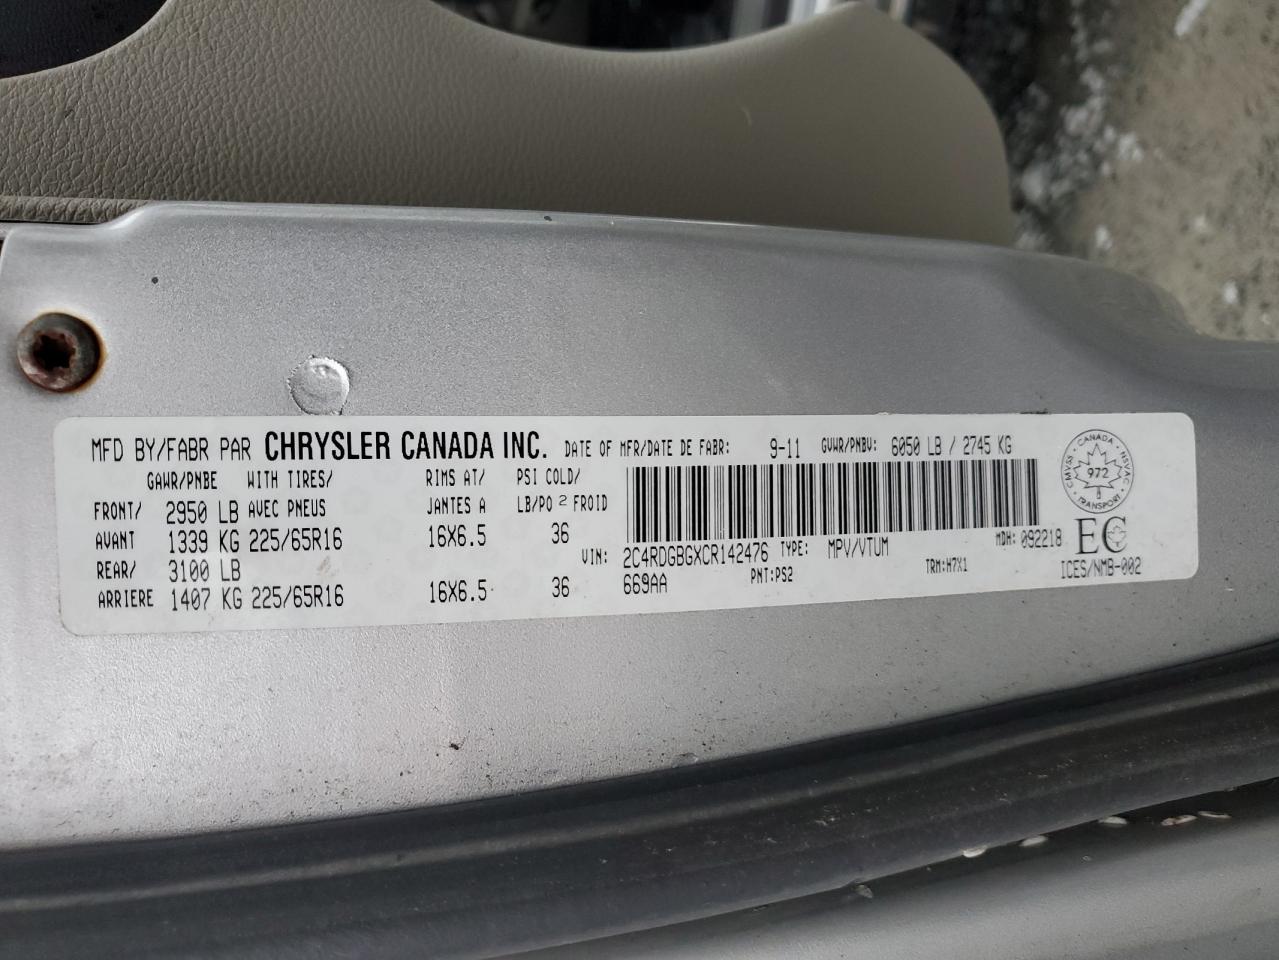 MFD BY/FABR PAR CHRYSLER CANADA INC. DATE OF MFR/DATE DE FABR: 9-11 GVWR/PNBV: 6050 LB / 2745 KG
GAWR/PNBE WITH TIRES/ RIMS AT/ PSI COLD/
FRONT/ 2950 LB AVEC PNEUS JANTES A LB/PO 2 FROID
AVANT 1339 KG 225/65R16 16X6.5 36
REAR/ 3100 LB
ARRIERE 1407 KG 225/65R16 16X6.5 36
VIN: 2C4RDGBGXCR142476 TYPE: MPV/VTUM MDH: 092218
669AA PNT:PS2 TRM:H7X1
CANADA
CMVSS NSVAC
972
TRANSPORT
EC
ICES/NMB-002